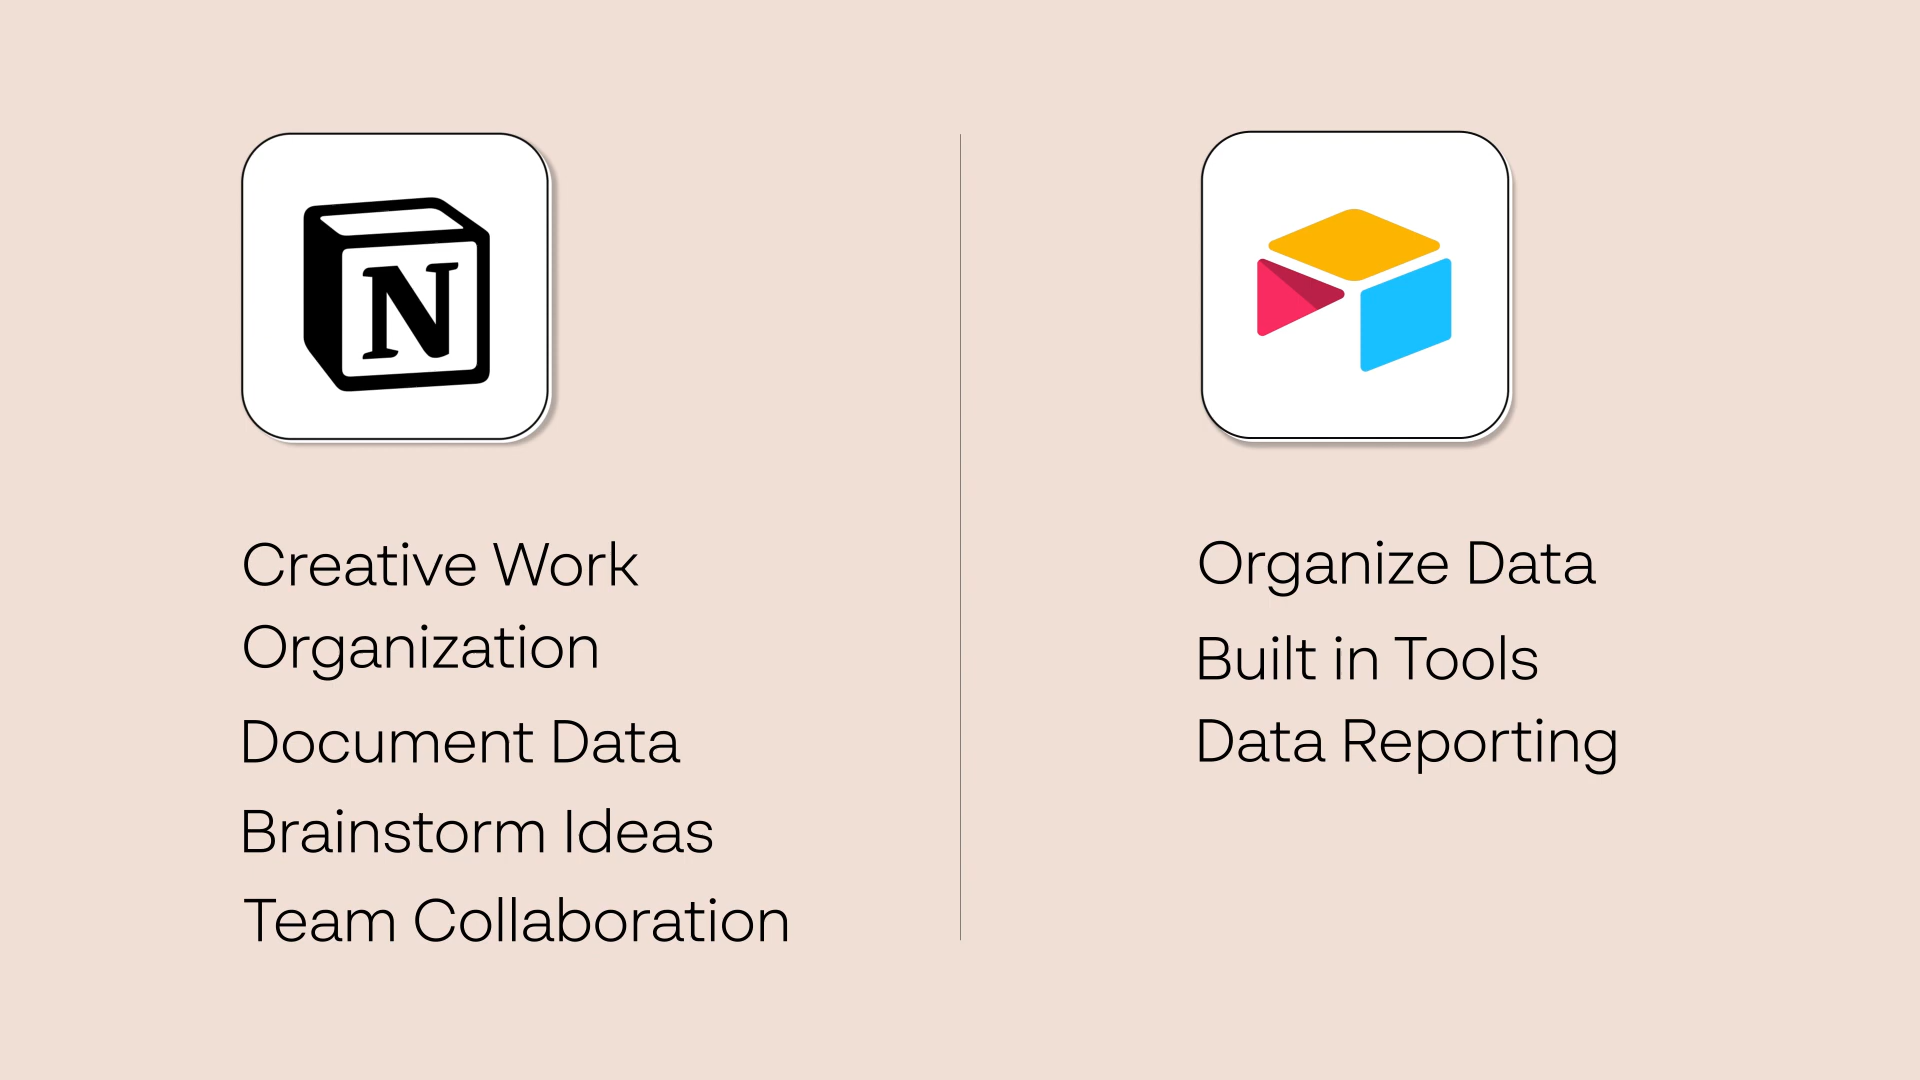 N
Creative Work
Organization
Document Data
Brainstorm Ideas
Team Collaboration
Organize Data
Built in Tools
Data Reporting